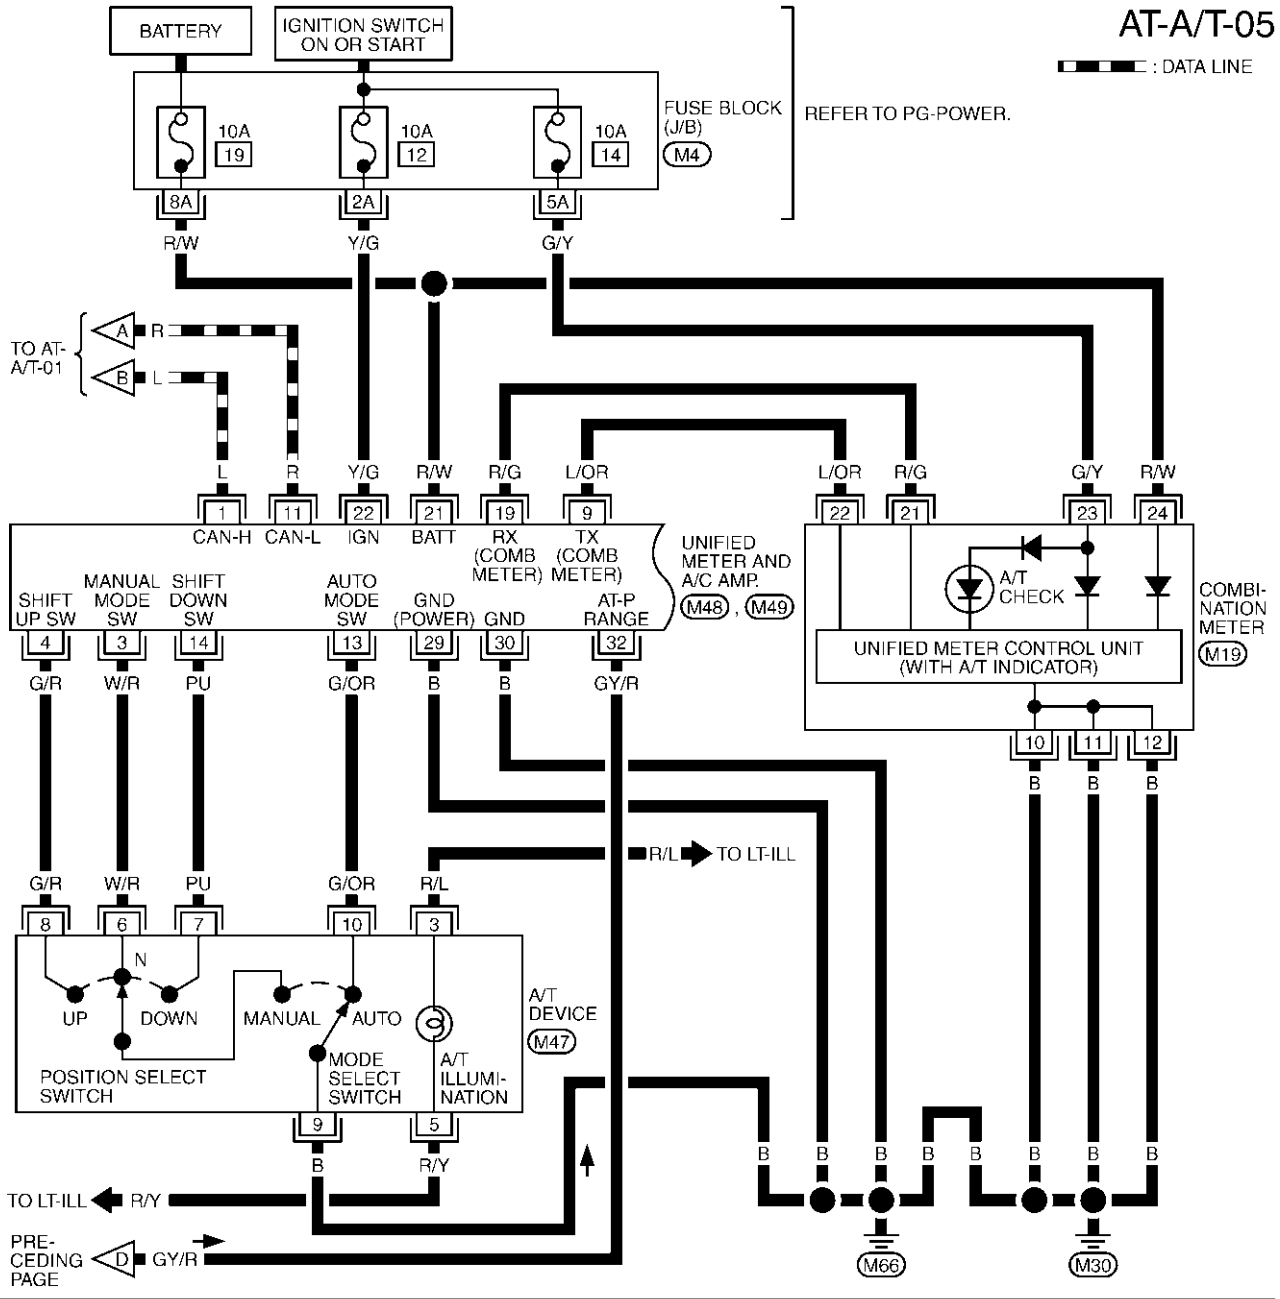 AT-A/T-05
: DATA LINE
BATTERY
IGNITION SWITCH
ON OR START
10A
19
10A
12
10A
14
FUSE BLOCK
(J/B)
M4
REFER TO PG-POWER.
8A
2A
5A
R/W
Y/G
G/Y
TO AT-
A/T-01
A
R
B
L
L
R
Y/G
R/W
R/G
L/OR
L/OR
R/G
G/Y
R/W
1
11
22
21
19
9
22
21
23
24
CAN-H
CAN-L
IGN
BATT
RX
(COMB
METER)
TX
(COMB
METER)
SHIFT
UP SW
MANUAL
MODE
SW
SHIFT
DOWN
SW
AUTO
MODE
SW
GND
(POWER)
GND
AT-P
RANGE
UNIFIED
METER AND
A/C AMP.
M48 , M49
A/T
CHECK
UNIFIED METER CONTROL UNIT
(WITH A/T INDICATOR)
COMBI-
NATION
METER
M19
4
3
14
13
29
30
32
G/R
W/R
PU
G/OR
B
B
GY/R
10
11
12
B
B
B
R/L
TO LT-ILL
G/R
W/R
PU
G/OR
R/L
8
6
7
10
3
N
UP
DOWN
MANUAL
AUTO
POSITION SELECT
SWITCH
MODE
SELECT
SWITCH
A/T
ILLUMI-
NATION
A/T
DEVICE
M47
9
5
B
R/Y
B
B
B
B
B
B
B
B
TO LT-ILL
R/Y
PRE-
CEDING
PAGE
D
GY/R
M66
M30